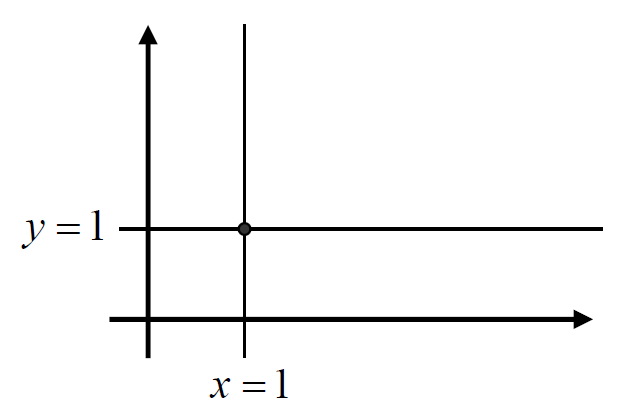 y = 1
x = 1